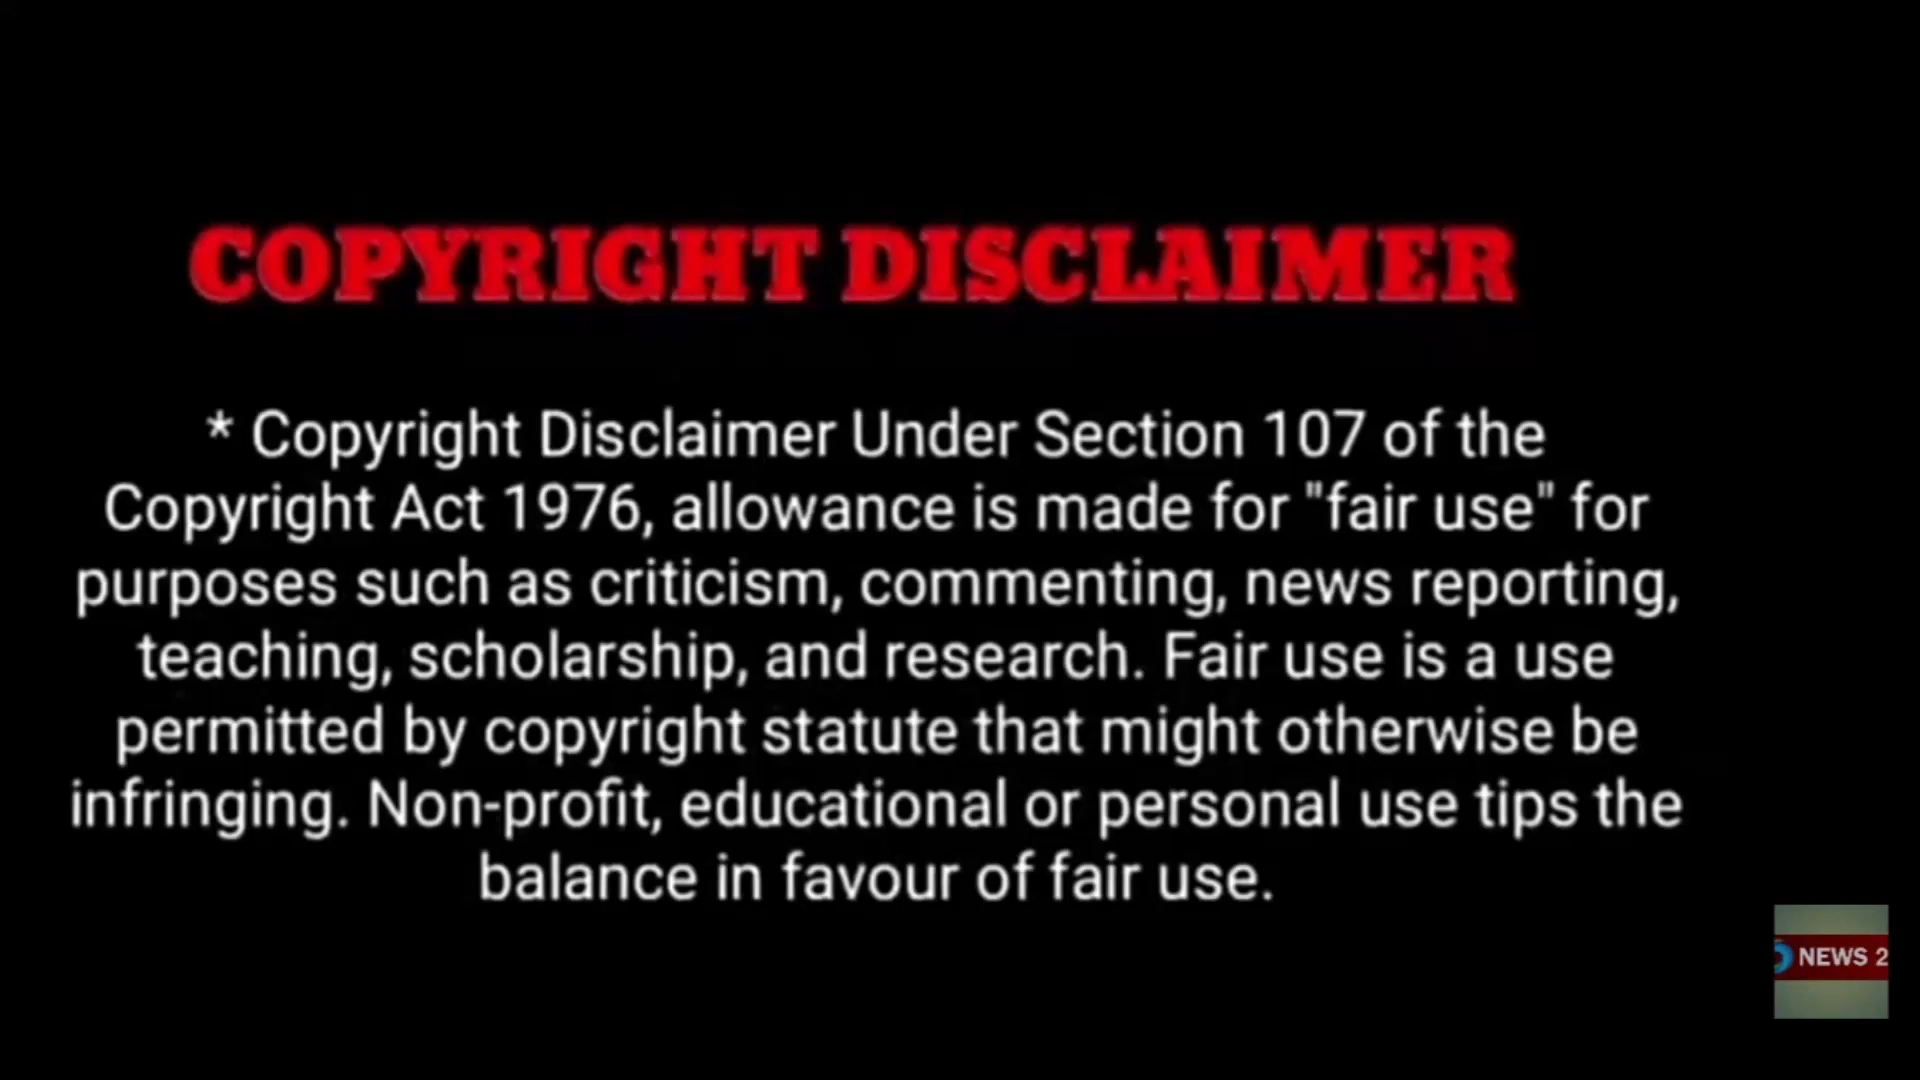 COPYRIGHT DISCLAIMER
* Copyright Disclaimer Under Section 107 of the
Copyright Act 1976, allowance is made for "fair use" for
purposes such as criticism, commenting, news reporting,
teaching, scholarship, and research. Fair use is a use
permitted by copyright statute that might otherwise be
infringing. Non-profit, educational or personal use tips the
balance in favour of fair use.
NEWS 2